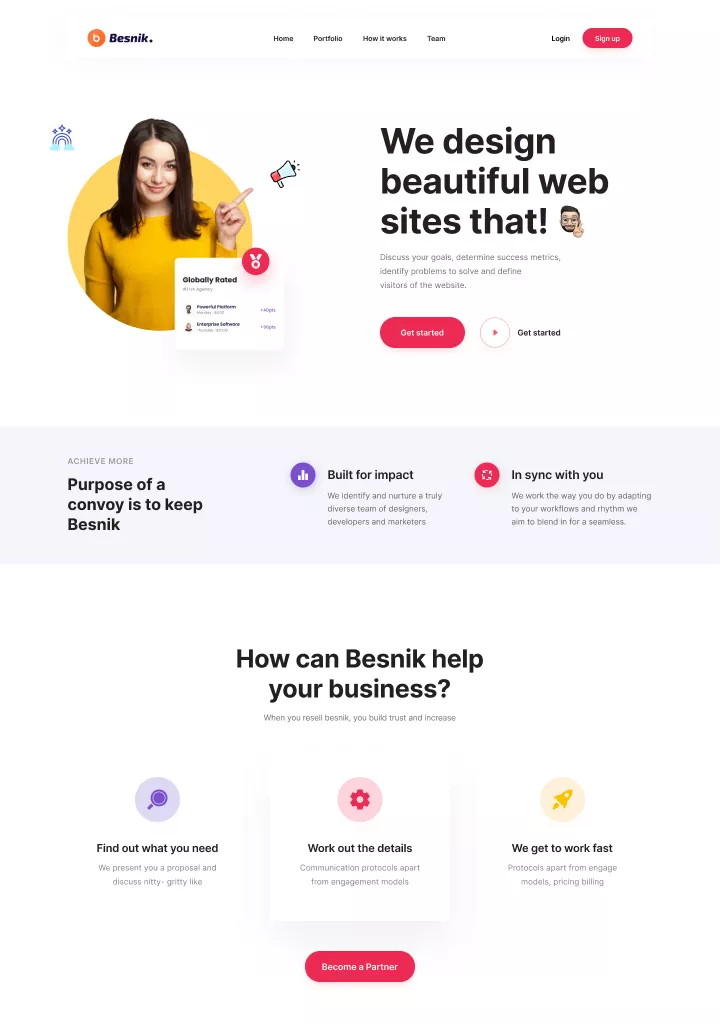 Besnik.
Home
Portfolio
How it works
Team
Login
Sign up
We design
beautiful web
sites that!
Discuss your goals, determine success metrics,
identify problems to solve and define
visitors of the website.
Get started
Get started
Globally Rated
Powerful Platform
+40pts
Enterprise Software
+90pts
ACHIEVE MORE
Purpose of a
convoy is to keep
Besnik
Built for impact
We identify and nurture a truly
diverse team of designers,
developers and marketers
In sync with you
We work the way you do by adapting
to your workflows and rhythm we
aim to blend in for a seamless.
How can Besnik help
your business?
When you resell besnik, you build trust and increase
Find out what you need
We present you a proposal and
discuss nitty- gritty like
Work out the details
Communication protocols apart
from engagement models
We get to work fast
Protocols apart from engage
models, pricing billing
Become a Partner